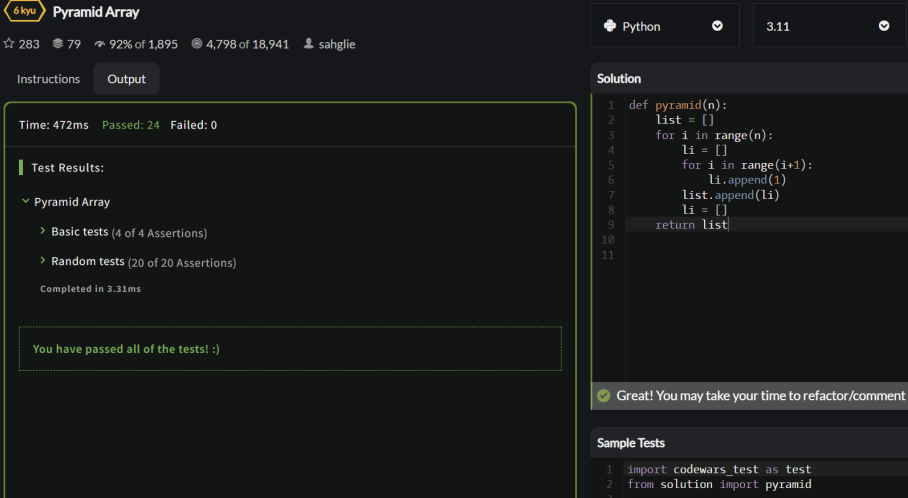 6 kyu Pyramid Array
283 79 92% of 1,895 4,798 of 18,941 sahglie
Instructions Output
Time: 472ms Passed: 24 Failed: 0
Test Results:
Pyramid Array
Basic tests (4 of 4 Assertions)
Random tests (20 of 20 Assertions)
Completed in 3.31ms
You have passed all of the tests! :)
Python 3.11
Solution
1 def pyramid(n):
2     list = []
3     for i in range(n):
4         li = []
5         for i in range(i+1):
6             li.append(1)
7         list.append(li)
8         li = []
9     return list
10
11
Great! You may take your time to refactor/comment
Sample Tests
1 import codewars_test as test
2 from solution import pyramid